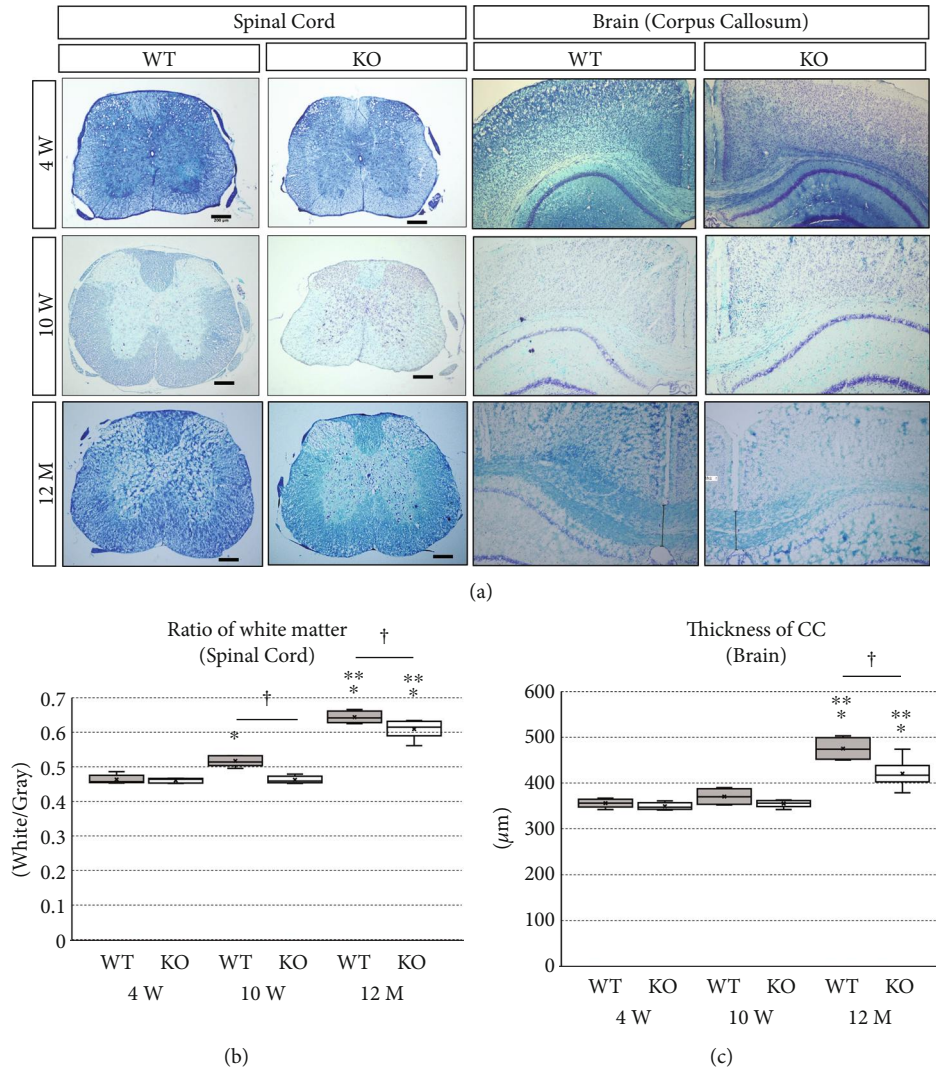 Spinal Cord
Brain (Corpus Callosum)
WT
KO
WT
KO
4 W
200 μm
10 W
12 M
(a)
Ratio of white matter
(Spinal Cord)
(White/Gray)
0.7
0.6
0.5
0.4
0.3
0.2
0.1
0
*
†
**
*
†
**
*
WT KO WT KO WT KO
4 W 10 W 12 M
(b)
Thickness of CC
(Brain)
(μm)
600
500
400
300
200
100
0
**
*
†
**
*
WT KO WT KO WT KO
4 W 10 W 12 M
(c)